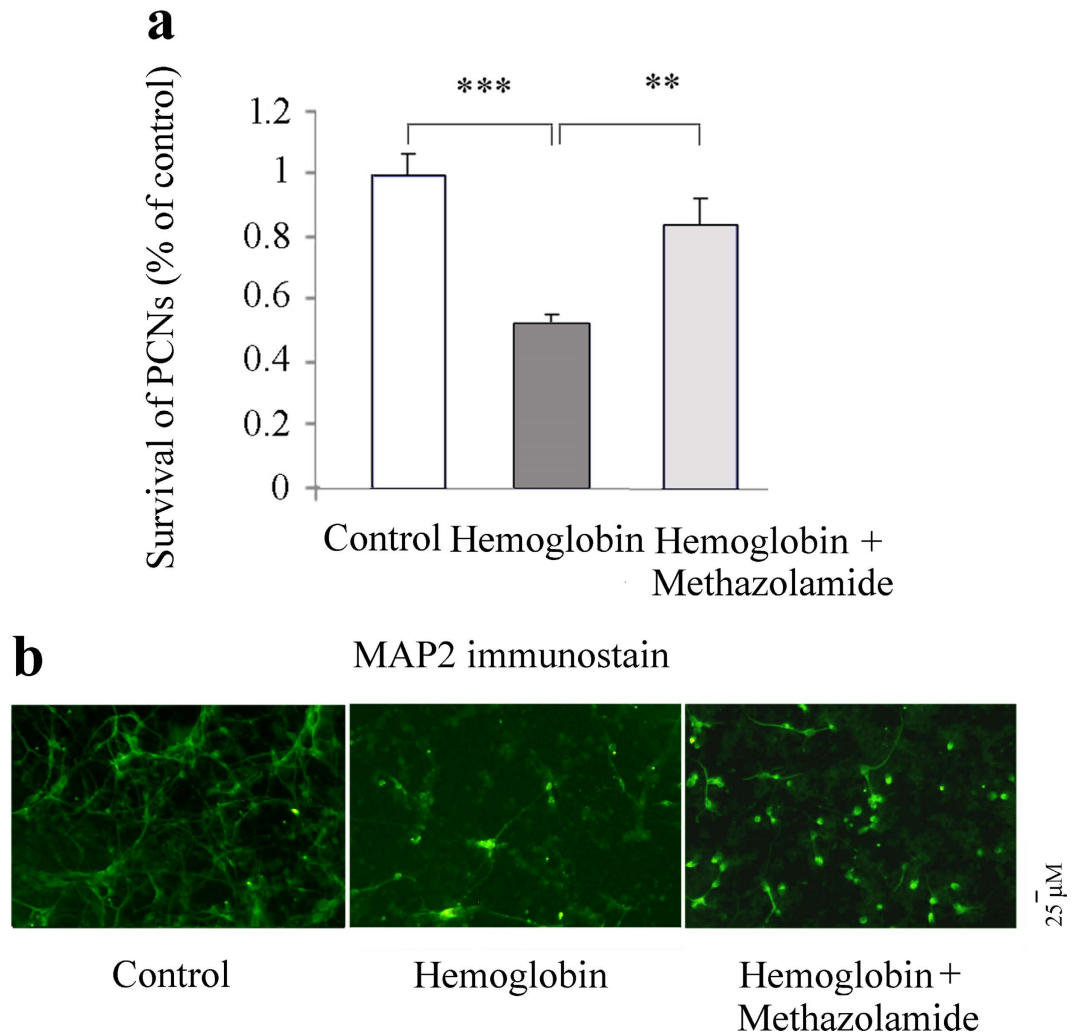 a
Survival of PCNs (% of control)
*** **
1.2
1
0.8
0.6
0.4
0.2
0
Control Hemoglobin Hemoglobin +
Methazolamide
b
MAP2 immunostain
25 µM
Control Hemoglobin Hemoglobin +
Methazolamide